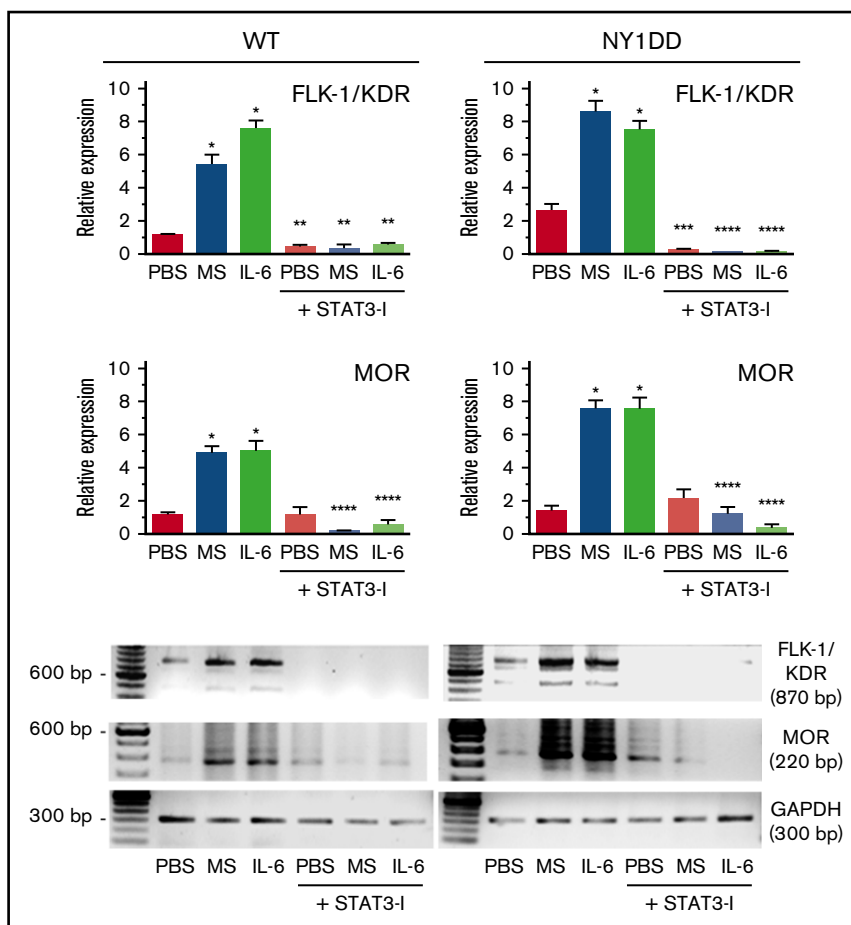 WT
NY1DD
FLK-1/KDR
Relative expression
10
8
6
4
2
0
*
*
**
**
**
PBS MS IL-6 PBS MS IL-6
+ STAT3-I
FLK-1/KDR
Relative expression
10
8
6
4
2
0
*
*
***
****
****
PBS MS IL-6 PBS MS IL-6
+ STAT3-I
MOR
Relative expression
10
8
6
4
2
0
*
*
****
****
PBS MS IL-6 PBS MS IL-6
+ STAT3-I
MOR
Relative expression
10
8
6
4
2
0
*
*
****
****
PBS MS IL-6 PBS MS IL-6
+ STAT3-I
600 bp -
FLK-1/
KDR
(870 bp)
600 bp -
MOR
(220 bp)
300 bp -
GAPDH
(300 bp)
PBS MS IL-6 PBS MS IL-6
+ STAT3-I
PBS MS IL-6 PBS MS IL-6
+ STAT3-I